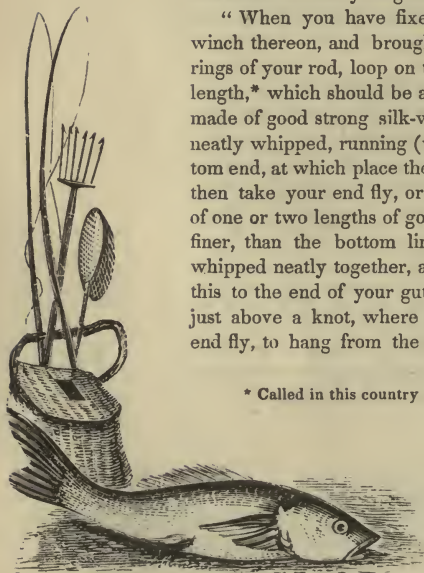 “ When you have fixe
winch thereon, and broug
rings of your rod, loop on
length,* which should be a
made of good strong silk-w
neatly whipped, running (
tom end, at which place the
then take your end fly, or
of one or two lengths of go
finer, than the bottom lin
whipped neatly together, a
this to the end of your gu
just above a knot, where
end fly, to hang from the
* Called in this country